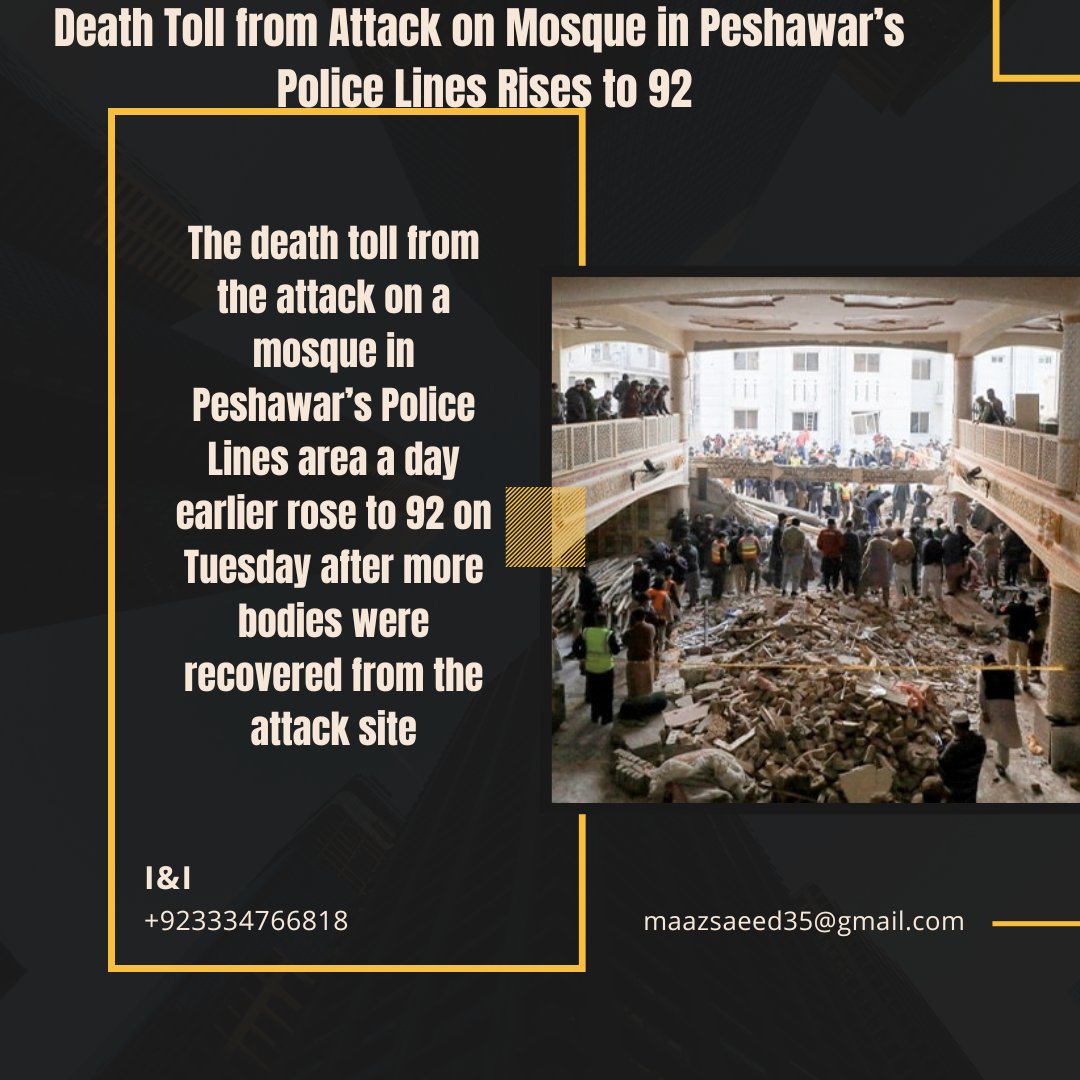 Death Toll from Attack on Mosque in Peshawar’s
Police Lines Rises to 92
The death toll from
the attack on a
mosque in
Peshawar’s Police
Lines area a day
earlier rose to 92 on
Tuesday after more
bodies were
recovered from the
attack site
I&I
+923334766818
maazsaeed35@gmail.com